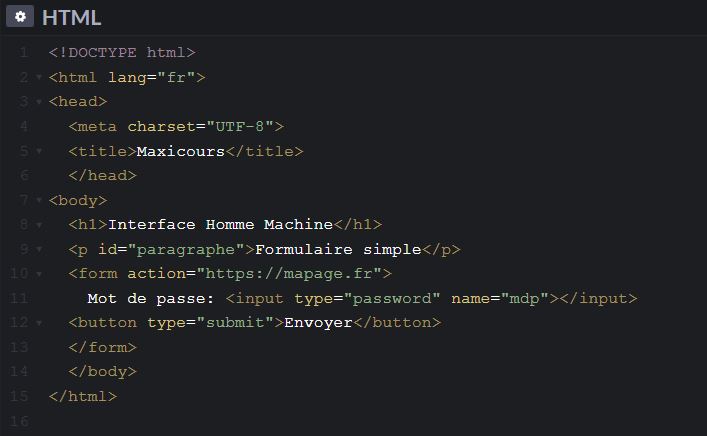 HTML
1 <!DOCTYPE html>
2 <html lang="fr">
3 <head>
4 <meta charset="UTF-8">
5 <title>Maxicours</title>
6 </head>
7 <body>
8 <h1>Interface Homme Machine</h1>
9 <p id="paragraphe">Formulaire simple</p>
10 <form action="https://mapage.fr">
11 Mot de passe: <input type="password" name="mdp"></input>
12 <button type="submit">Envoyer</button>
13 </form>
14 </body>
15 </html>
16